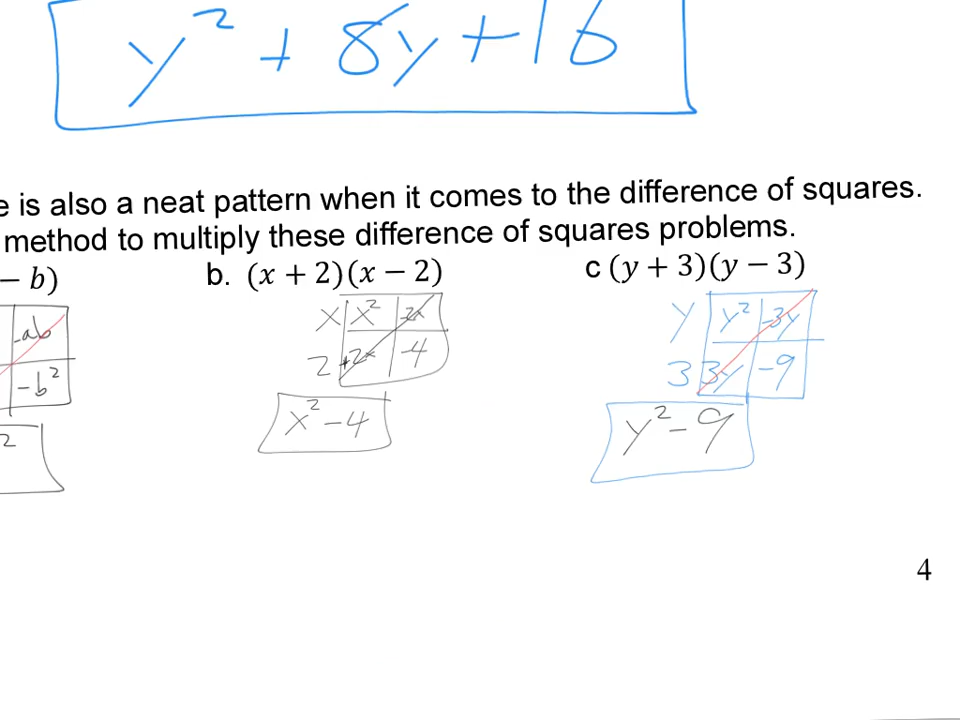 y² + 8y + 16
e is also a neat pattern when it comes to the difference of squares.
method to multiply these difference of squares problems.
− b)
b. (x + 2)(x − 2)
c (y + 3)(y − 3)
-ab
-b²
2
x x² -2x
2 +2x -4
x² - 4
y y² -3y
3 3y -9
y² - 9
4